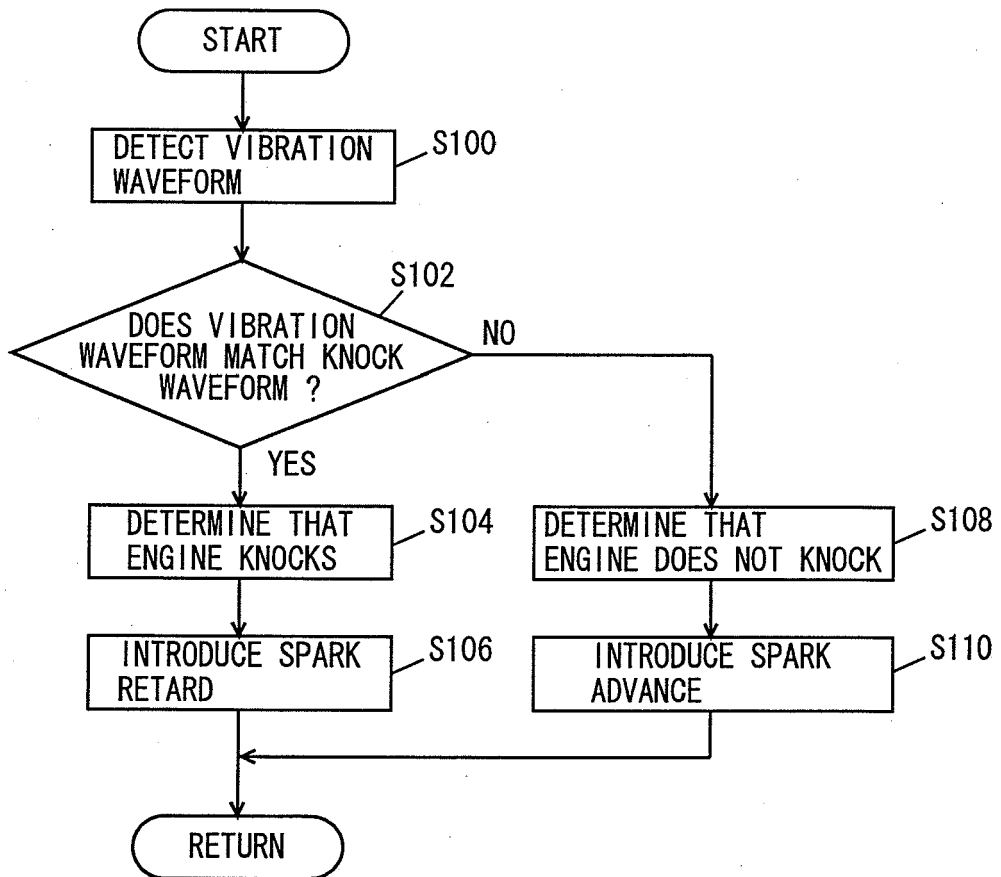 START
DETECT VIBRATION
WAVEFORM
S100
S102
DOES VIBRATION
WAVEFORM MATCH KNOCK
WAVEFORM ?
NO
YES
DETERMINE THAT
ENGINE KNOCKS
S104
DETERMINE THAT
ENGINE DOES NOT KNOCK
S108
INTRODUCE SPARK
RETARD
S106
INTRODUCE SPARK
ADVANCE
S110
RETURN